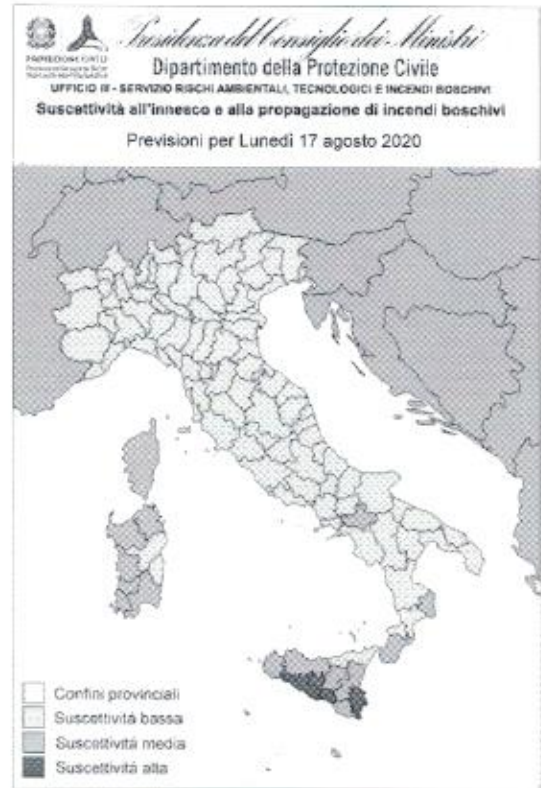 Presidenza del Consiglio dei Ministri
PROTEZIONE CIVILE
Dipartimento della Protezione Civile
UFFICIO III - SERVIZIO RISCHI AMBIENTALI, TECNOLOGICI E INCENDI BOSCHIVI
Suscettività all'innesco e alla propagazione di incendi boschivi
Previsioni per Lunedì 17 agosto 2020
Confini provinciali
Suscettività bassa
Suscettività media
Suscettività alta